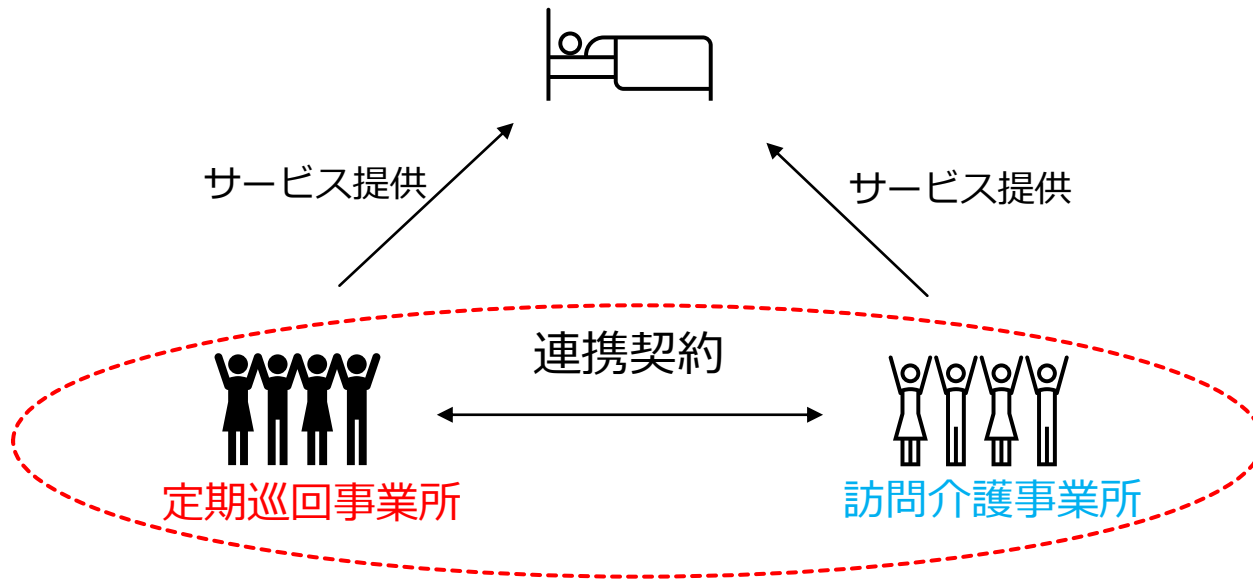 サービス提供
サービス提供
連携契約
定期巡回事業所
訪問介護事業所